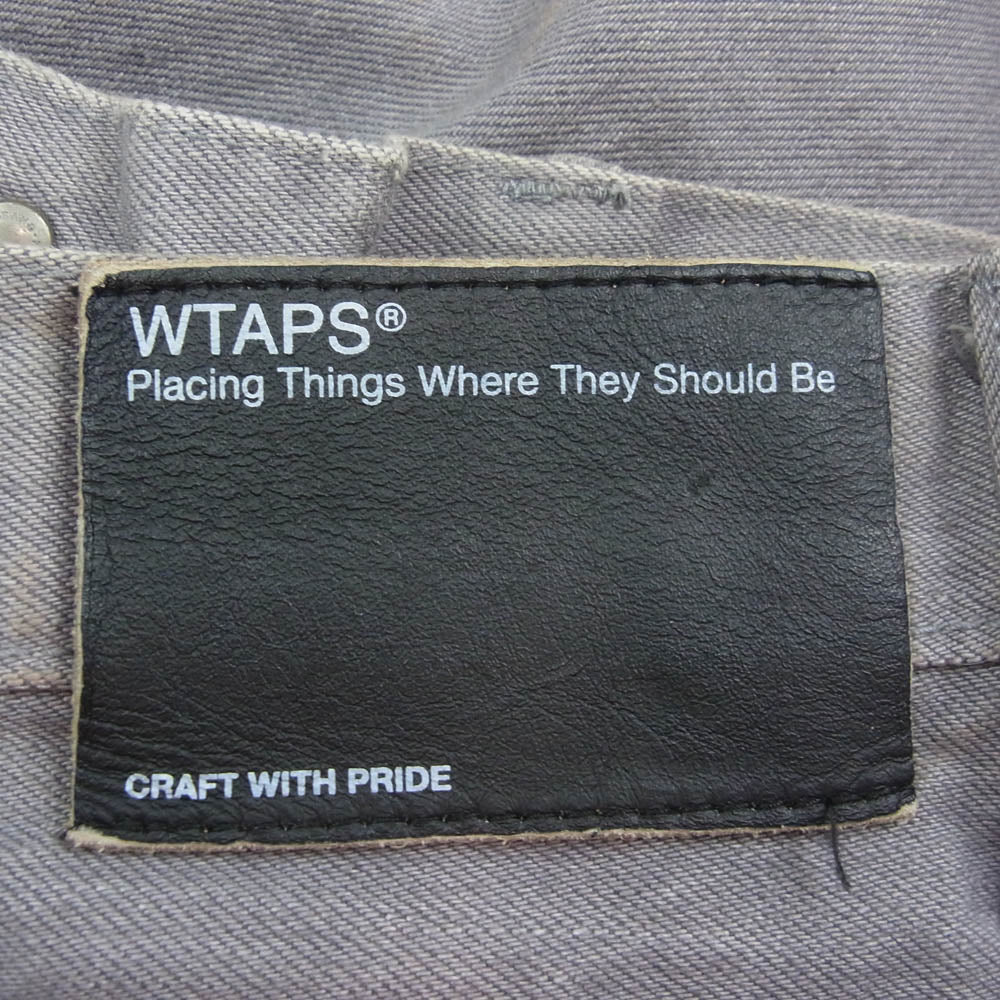 WTAPS®
Placing Things Where They Should Be
CRAFT WITH PRIDE